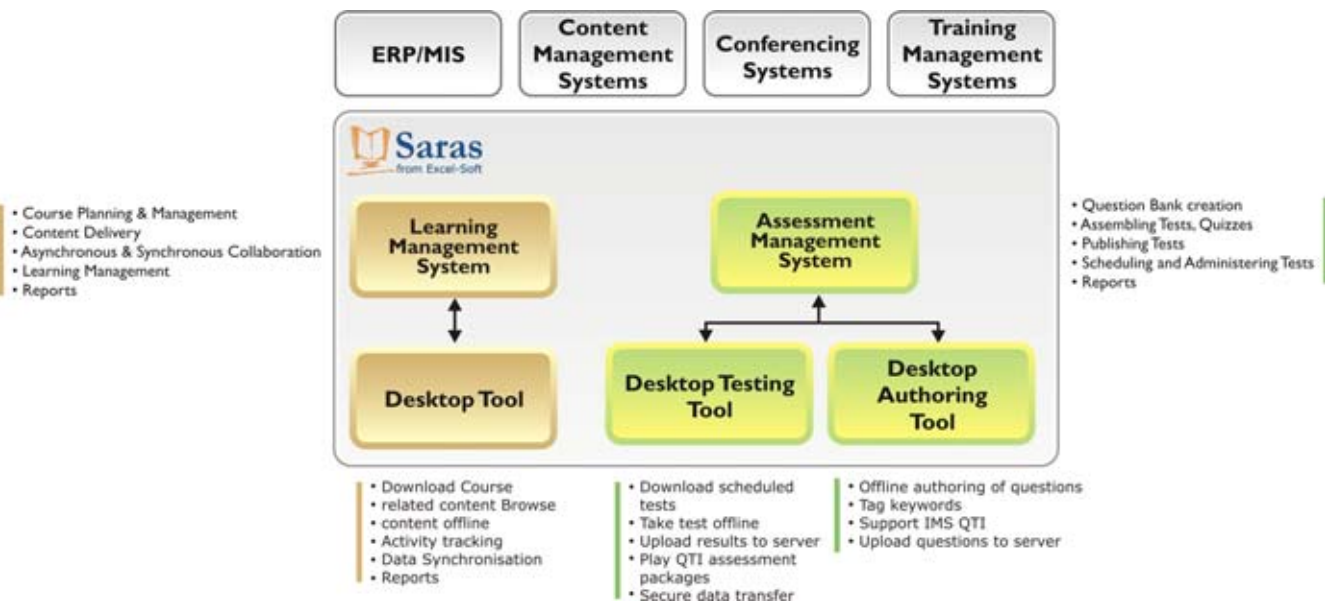 ERP/MIS
Content
Management
Systems
Conferencing
Systems
Training
Management
Systems
Saras
from Excel-Soft
• Course Planning & Management
• Content Delivery
• Asynchronous & Synchronous Collaboration
• Learning Management
• Reports
Learning
Management
System
Assessment
Management
System
• Question Bank creation
• Assembling Tests, Quizzes
• Publishing Tests
• Scheduling and Administering Tests
• Reports
Desktop Tool
Desktop Testing
Tool
Desktop
Authoring
Tool
• Download Course
• related content Browse
• content offline
• Activity tracking
• Data Synchronisation
• Reports
• Download scheduled
tests
• Take test offline
• Upload results to server
• Play QTI assessment
packages
• Secure data transfer
• Offline authoring of questions
• Tag keywords
• Support IMS QTI
• Upload questions to server